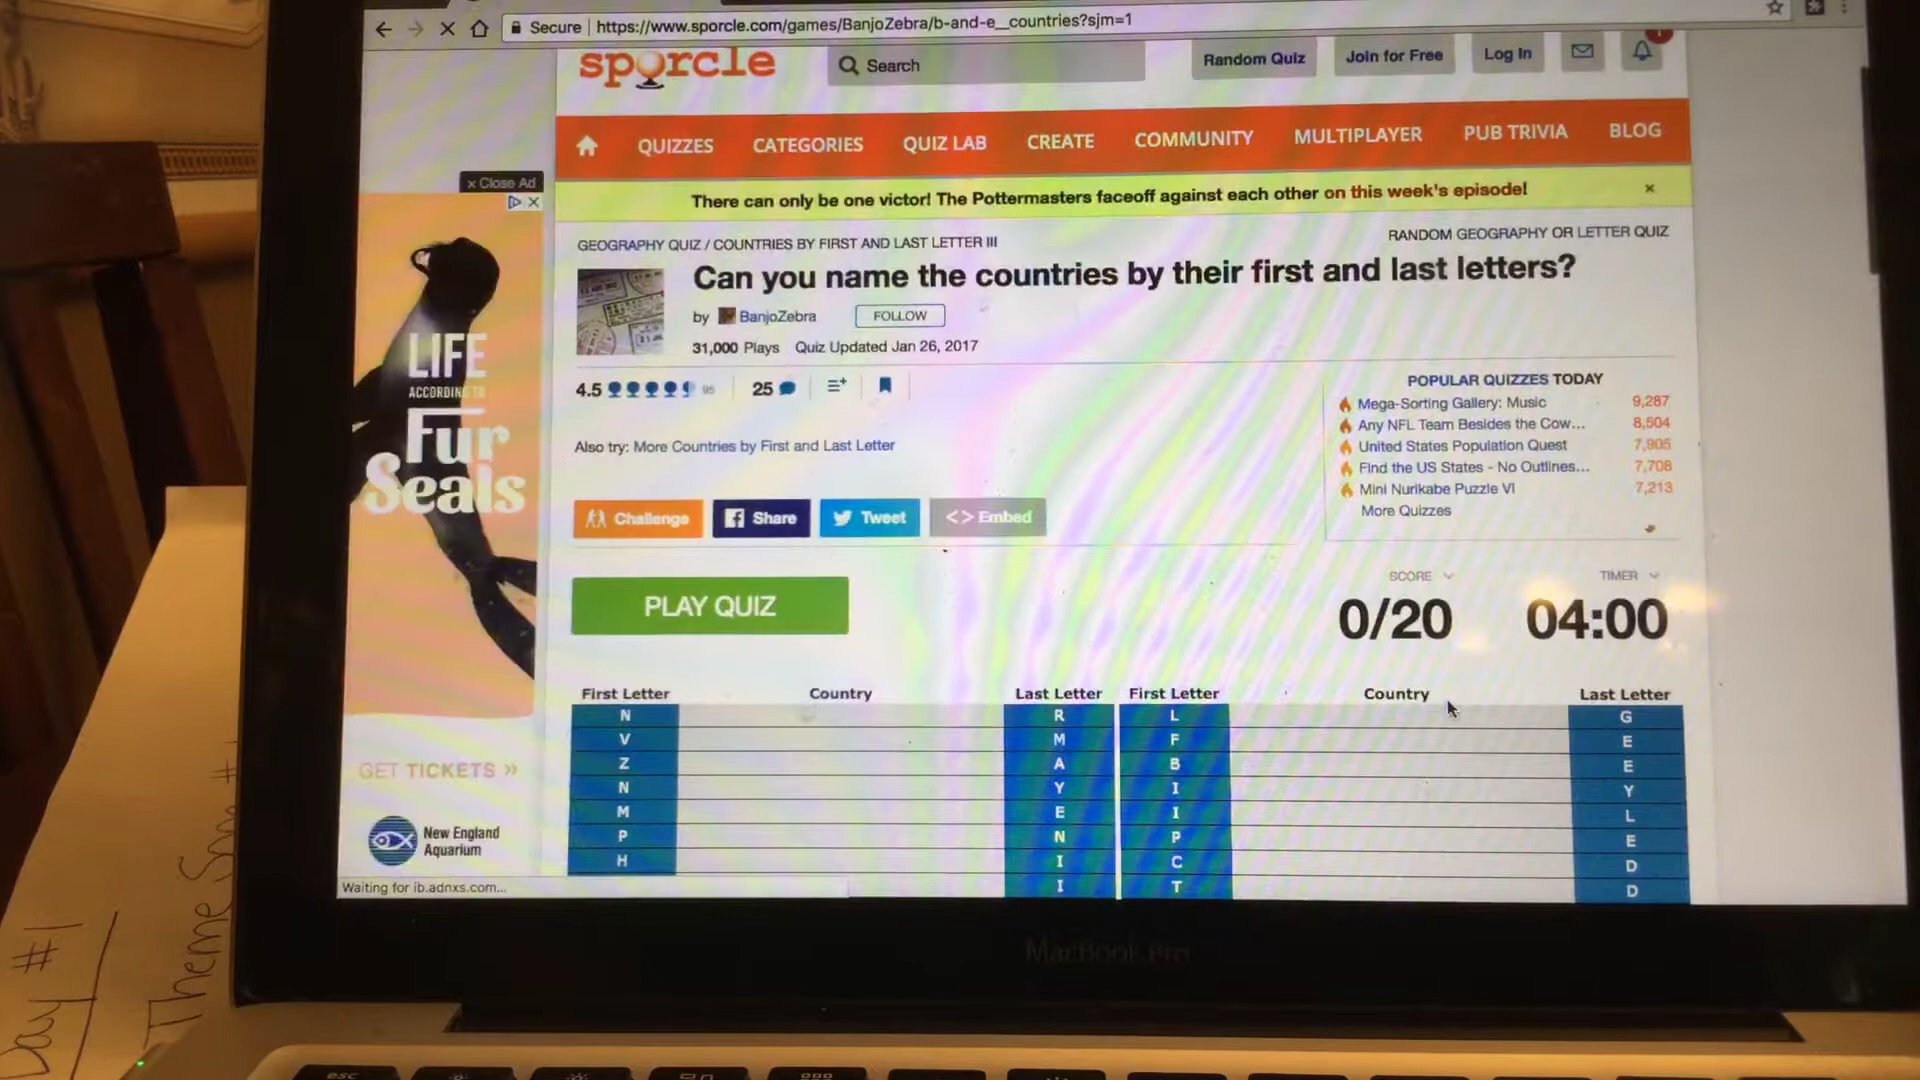 Secure https://www.sporcle.com/games/BanjoZebra/b-and-e__countries?sjm=1
sporcle
Search
Random Quiz
Join for Free
Log In
QUIZZES CATEGORIES QUIZ LAB CREATE COMMUNITY MULTIPLAYER PUB TRIVIA BLOG
There can only be one victor! The Pottermasters faceoff against each other on this week's episode! ×
× Close Ad
GEOGRAPHY QUIZ / COUNTRIES BY FIRST AND LAST LETTER III
RANDOM GEOGRAPHY OR LETTER QUIZ
Can you name the countries by their first and last letters?
by BanjoZebra FOLLOW
31,000 Plays Quiz Updated Jan 26, 2017
4.5 95 25
Also try: More Countries by First and Last Letter
POPULAR QUIZZES TODAY
Mega-Sorting Gallery: Music 9,287
Any NFL Team Besides the Cow... 8,504
United States Population Quest 7,905
Find the US States - No Outlines... 7,708
Mini Nurikabe Puzzle VI 7,213
More Quizzes
Challenge Share Tweet <> Embed
PLAY QUIZ
SCORE TIMER
0/20 04:00
First Letter Country Last Letter First Letter Country Last Letter
N R L G
V M F E
Z A B E
N Y I Y
M E I L
P N P E
H I C D
I T D
LIFE
ACCORDING TO
Fur
Seals
GET TICKETS »
New England
Aquarium
Waiting for ib.adnxs.com...
MacBook Pro
Day #1
Theme Song #
esc